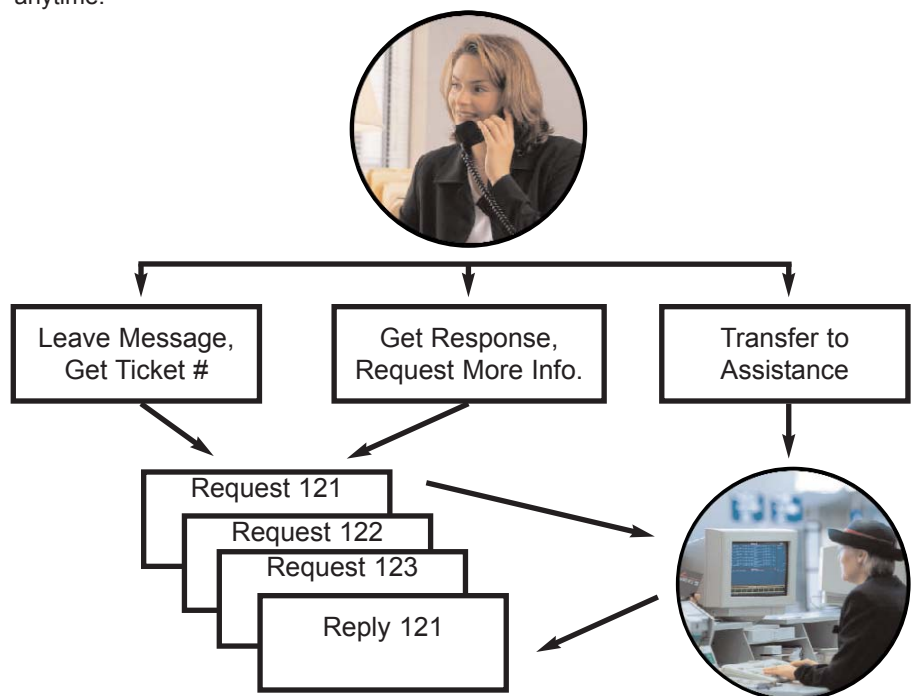 anytime.
Leave Message,
Get Ticket #
Get Response,
Request More Info.
Transfer to
Assistance
Request 121
Request 122
Request 123
Reply 121